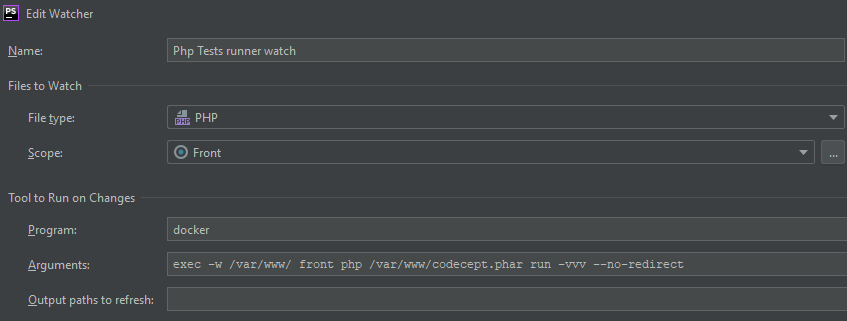 PS Edit Watcher
Name: Php Tests runner watch
Files to Watch
File type: PHP PHP
Scope: Front ...
Tool to Run on Changes
Program: docker
Arguments: exec -w /var/www/ front php /var/www/codecept.phar run -vvv --no-redirect
Output paths to refresh: